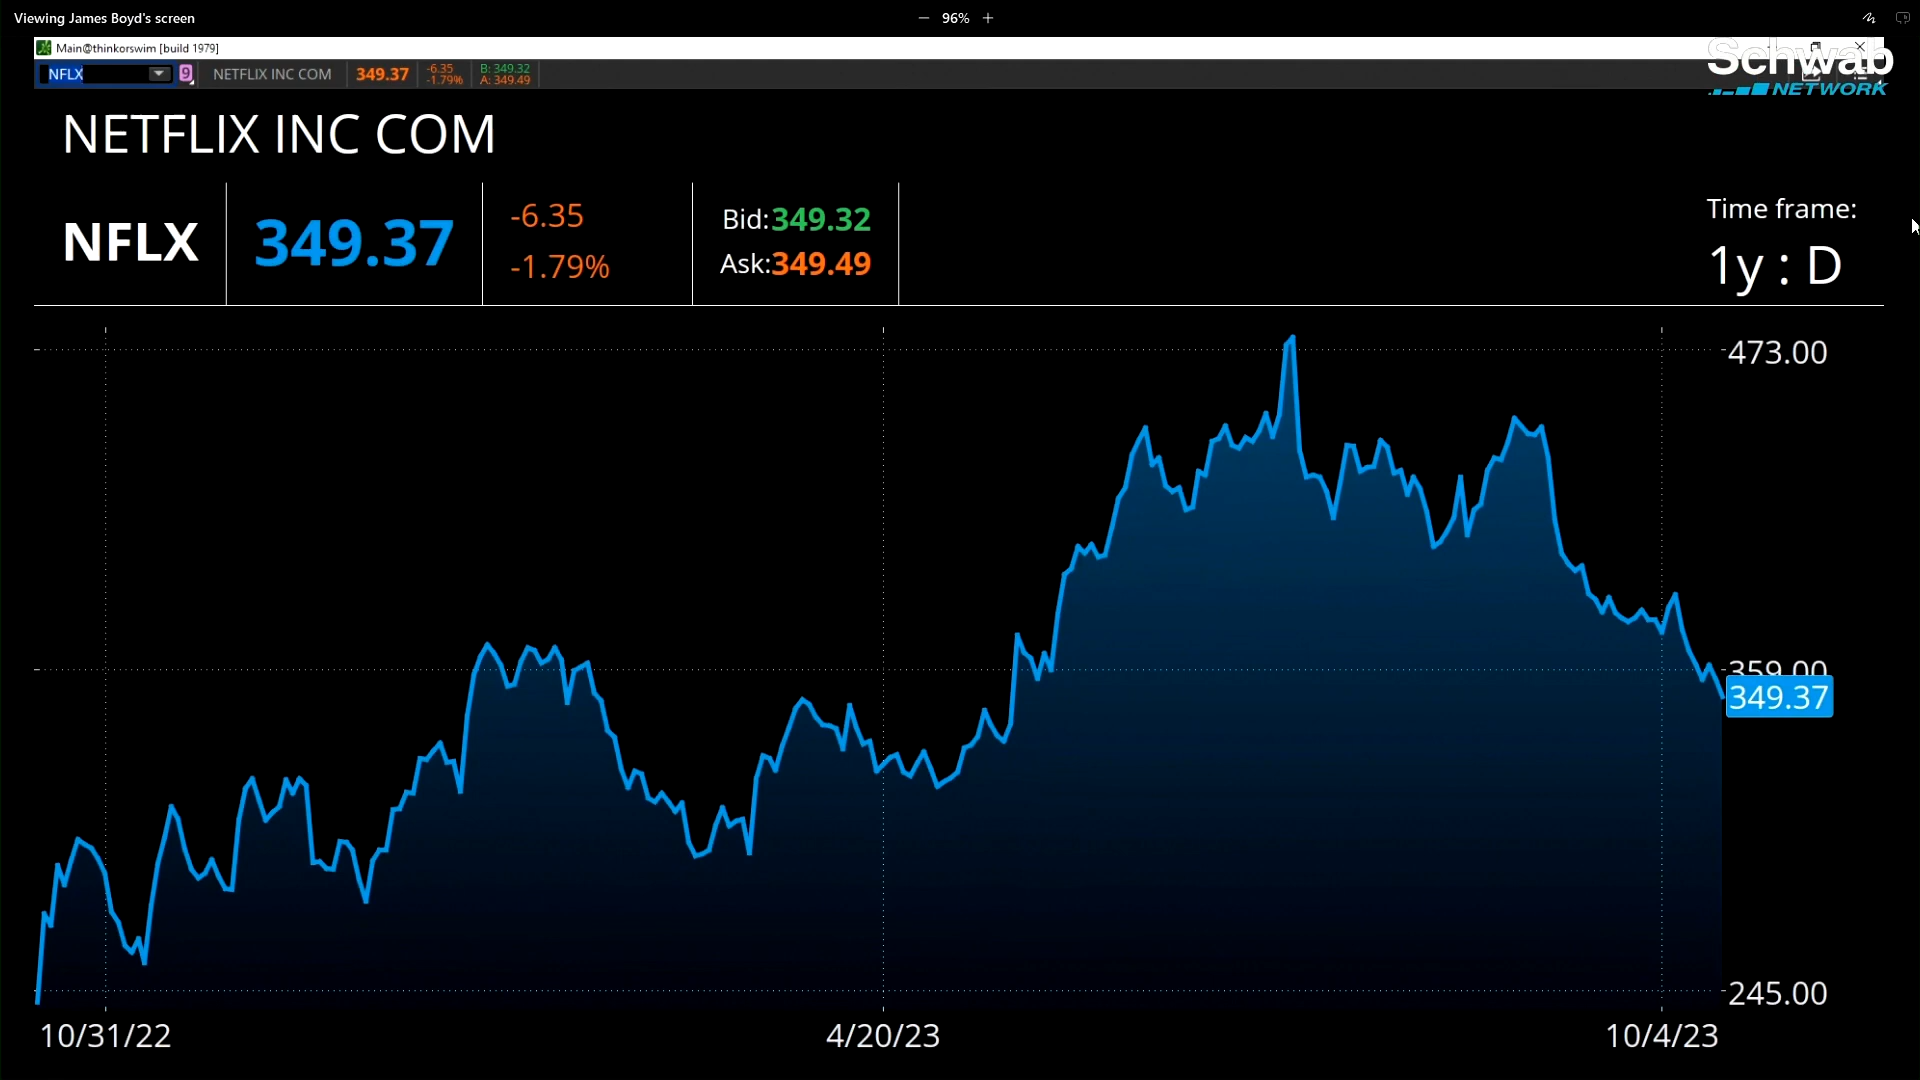 Viewing James Boyd's screen
96%
Main@thinkorswim [build 1979]
Schwab
NETWORK
NFLX
9
NETFLIX INC COM
349.37
-6.35
-1.79%
B: 349.32
A: 349.49
NETFLIX INC COM
NFLX
349.37
-6.35
-1.79%
Bid:349.32
Ask:349.49
Time frame:
1y : D
473.00
359.00
349.37
245.00
10/31/22
4/20/23
10/4/23